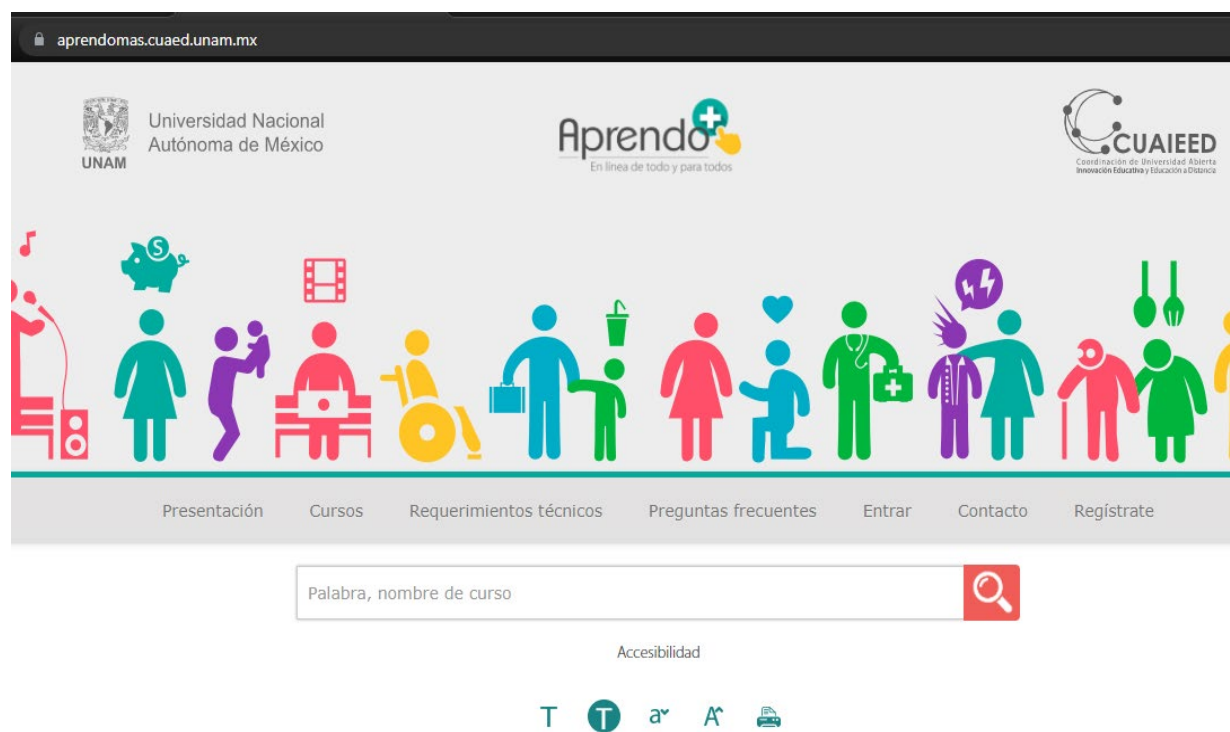 aprendomas.cuaed.unam.mx
UNAM
Universidad Nacional
Autónoma de México
Aprendo+
En línea de todo y para todos
CUAIEED
Coordinación de Universidad Abierta
Innovación Educativa y Educación a Distancia
S
Presentación Cursos Requerimientos técnicos Preguntas frecuentes Entrar Contacto Regístrate
Palabra, nombre de curso
Accesibilidad
T T a A